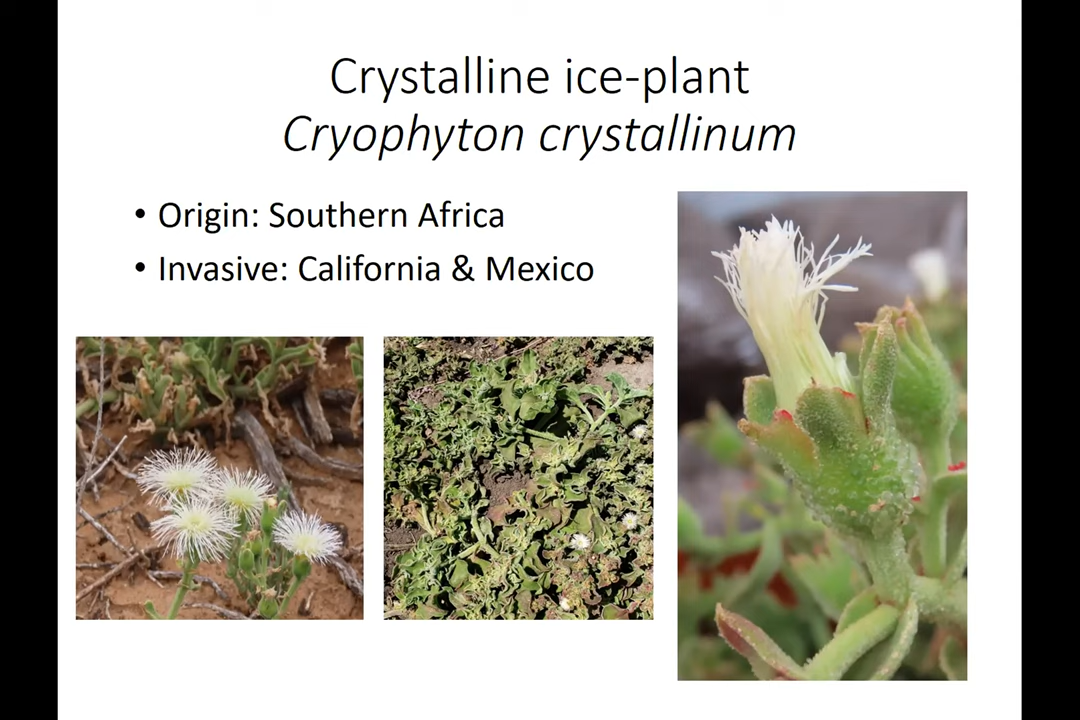 Crystalline ice-plant
Cryophyton crystallinum
• Origin: Southern Africa
• Invasive: California & Mexico